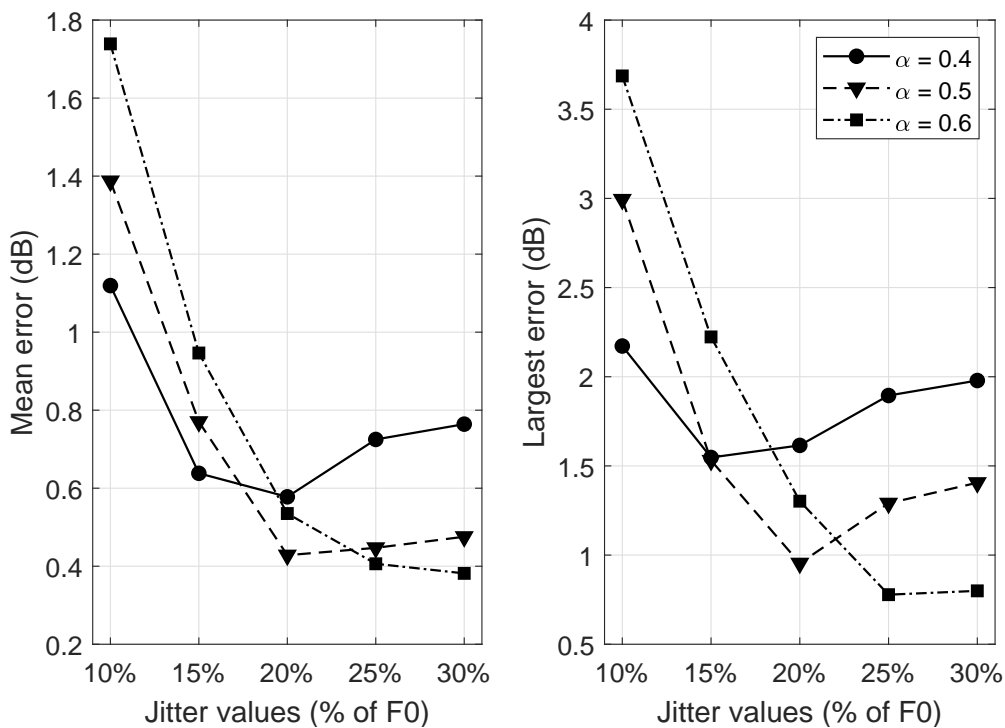 1.8
1.6
1.4
1.2
1
0.8
0.6
0.4
0.2
Mean error (dB)
10% 15% 20% 25% 30%
Jitter values (% of F0)
4
3.5
3
2.5
2
1.5
1
0.5
Largest error (dB)
10% 15% 20% 25% 30%
Jitter values (% of F0)
α = 0.4
α = 0.5
α = 0.6